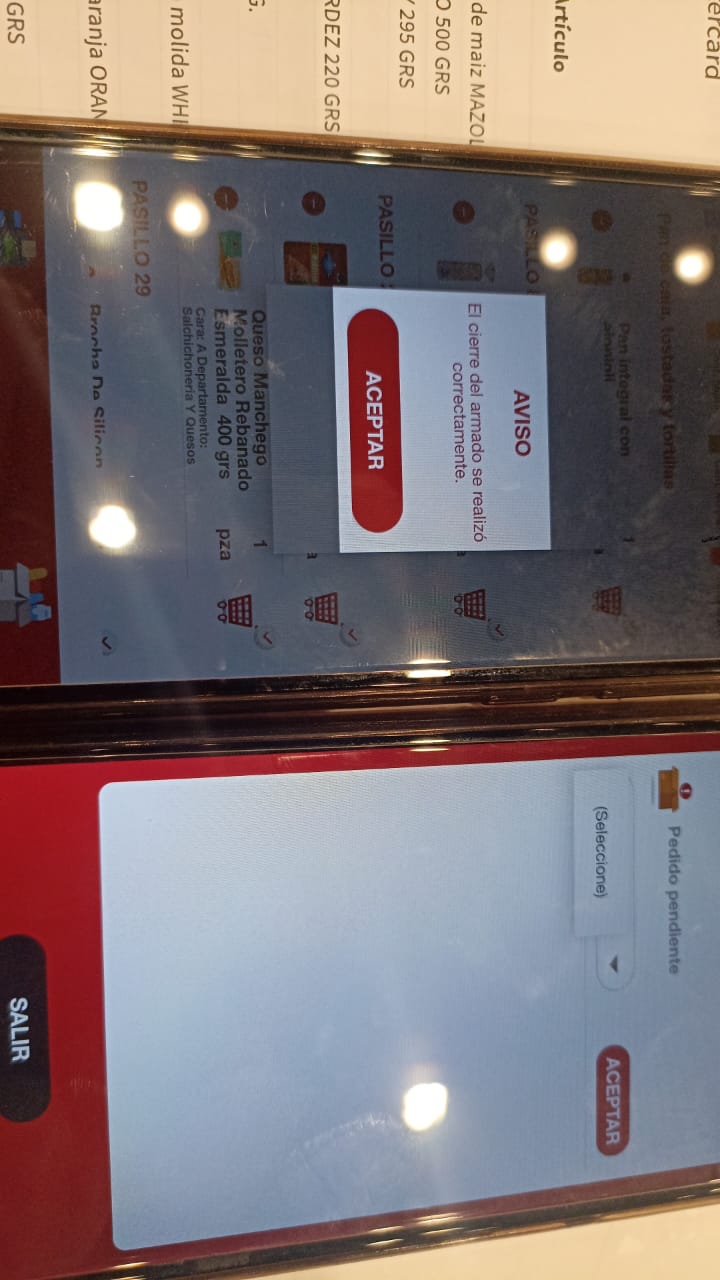 ercard
Artículo
de maiz MAZOL
O 500 GRS
/ 295 GRS
RDEZ 220 GRS
G.
molida WHI
aranja ORAN
GRS
Pan de caja, tostadas y tortillas
Pan integral con
1
PASILLO
AVISO
El cierre del armado se realizó
correctamente.
ACEPTAR
PASILLO
Queso Manchego
Molletero Rebanado
Esmeralda 400 grs
1
pza
Cara: A Departamento:
Salchichoneria Y Quesos
PASILLO 29
Brocha De Silicon
Pedido pendiente
(Seleccione)
ACEPTAR
SALIR